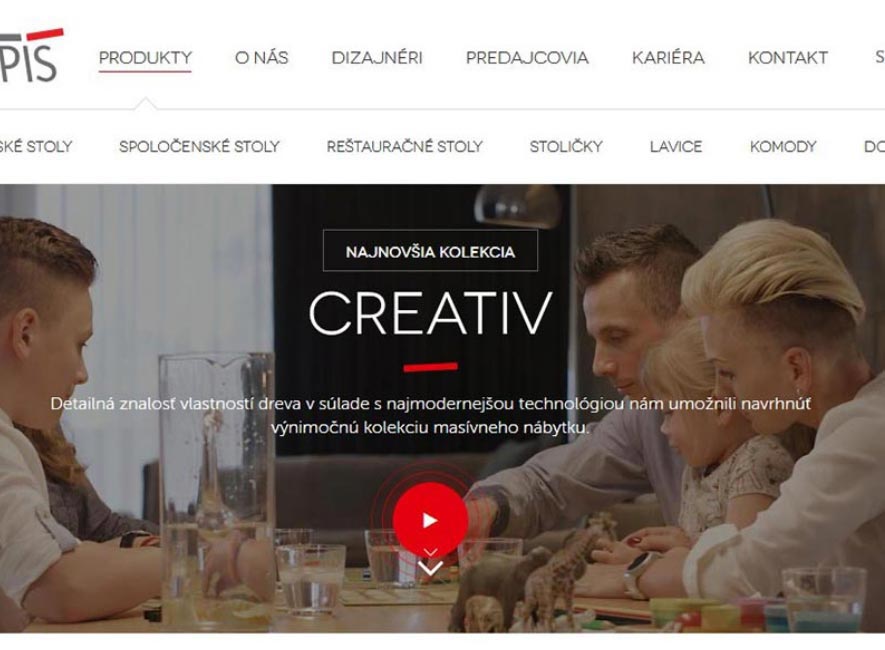 PIS
PRODUKTY O NÁS DIZAJNÉRI PREDAJCOVIA KARIÉRA KONTAKT S
SKÉ STOLY SPOLOČENSKÉ STOLY REŠTAURAČNÉ STOLY STOLIČKY LAVICE KOMODY DO
NAJNOVŠIA KOLEKCIA
CREATIV
Detailná znalosť vlastností dreva v súlade s najmodernejšou technológiou nám umožnili navrhnúť
výnimočnú kolekciu masívneho nábytku.